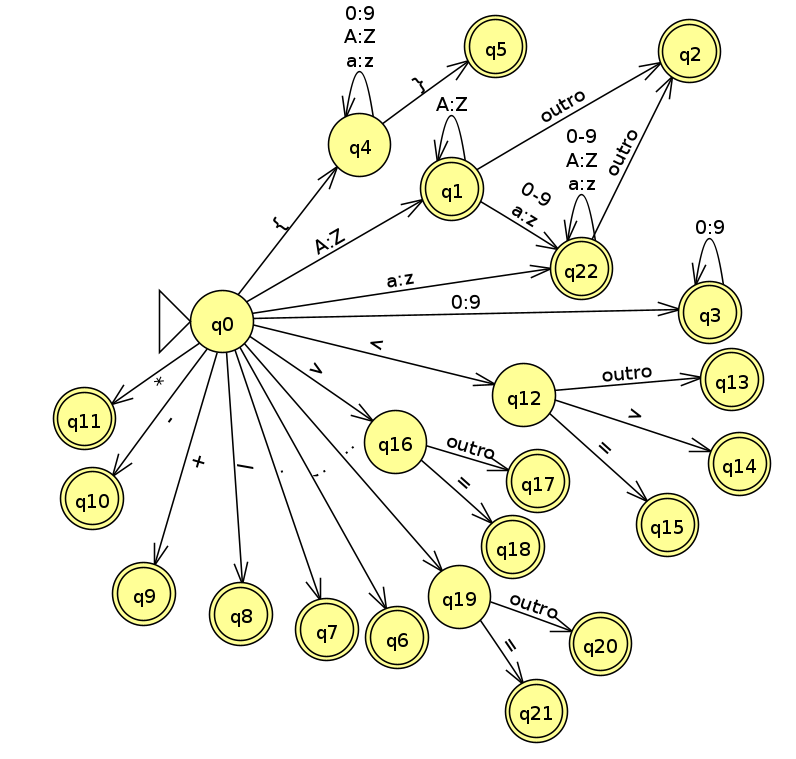 0:9
A:Z
a:z
q5
q2
}
A:Z
outro
0-9
A:Z
a:z
outro
q4
q1
0-9
a:z
{
A:Z
q22
a:z
0:9
0:9
q3
q0
<
q12
outro
q13
>
*
-
+
/
.
;
:
q11
q16
outro
>
=
q14
q10
=
q17
q15
q18
q9
q8
q7
q6
q19
outro
=
q20
q21